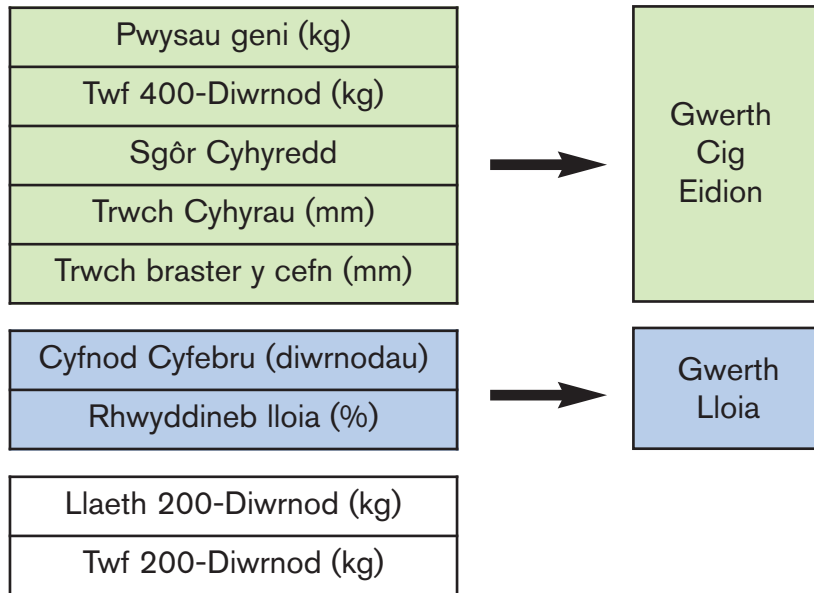 Pwysau geni (kg)
Twf 400-Diwrnod (kg)
Sgôr Cyhyredd
Trwch Cyhyrau (mm)
Trwch braster y cefn (mm)
Gwerth
Cig
Eidion
Cyfnod Cyfebru (diwrnodau)
Rhwyddineb lloia (%)
Gwerth
Lloia
Llaeth 200-Diwrnod (kg)
Twf 200-Diwrnod (kg)